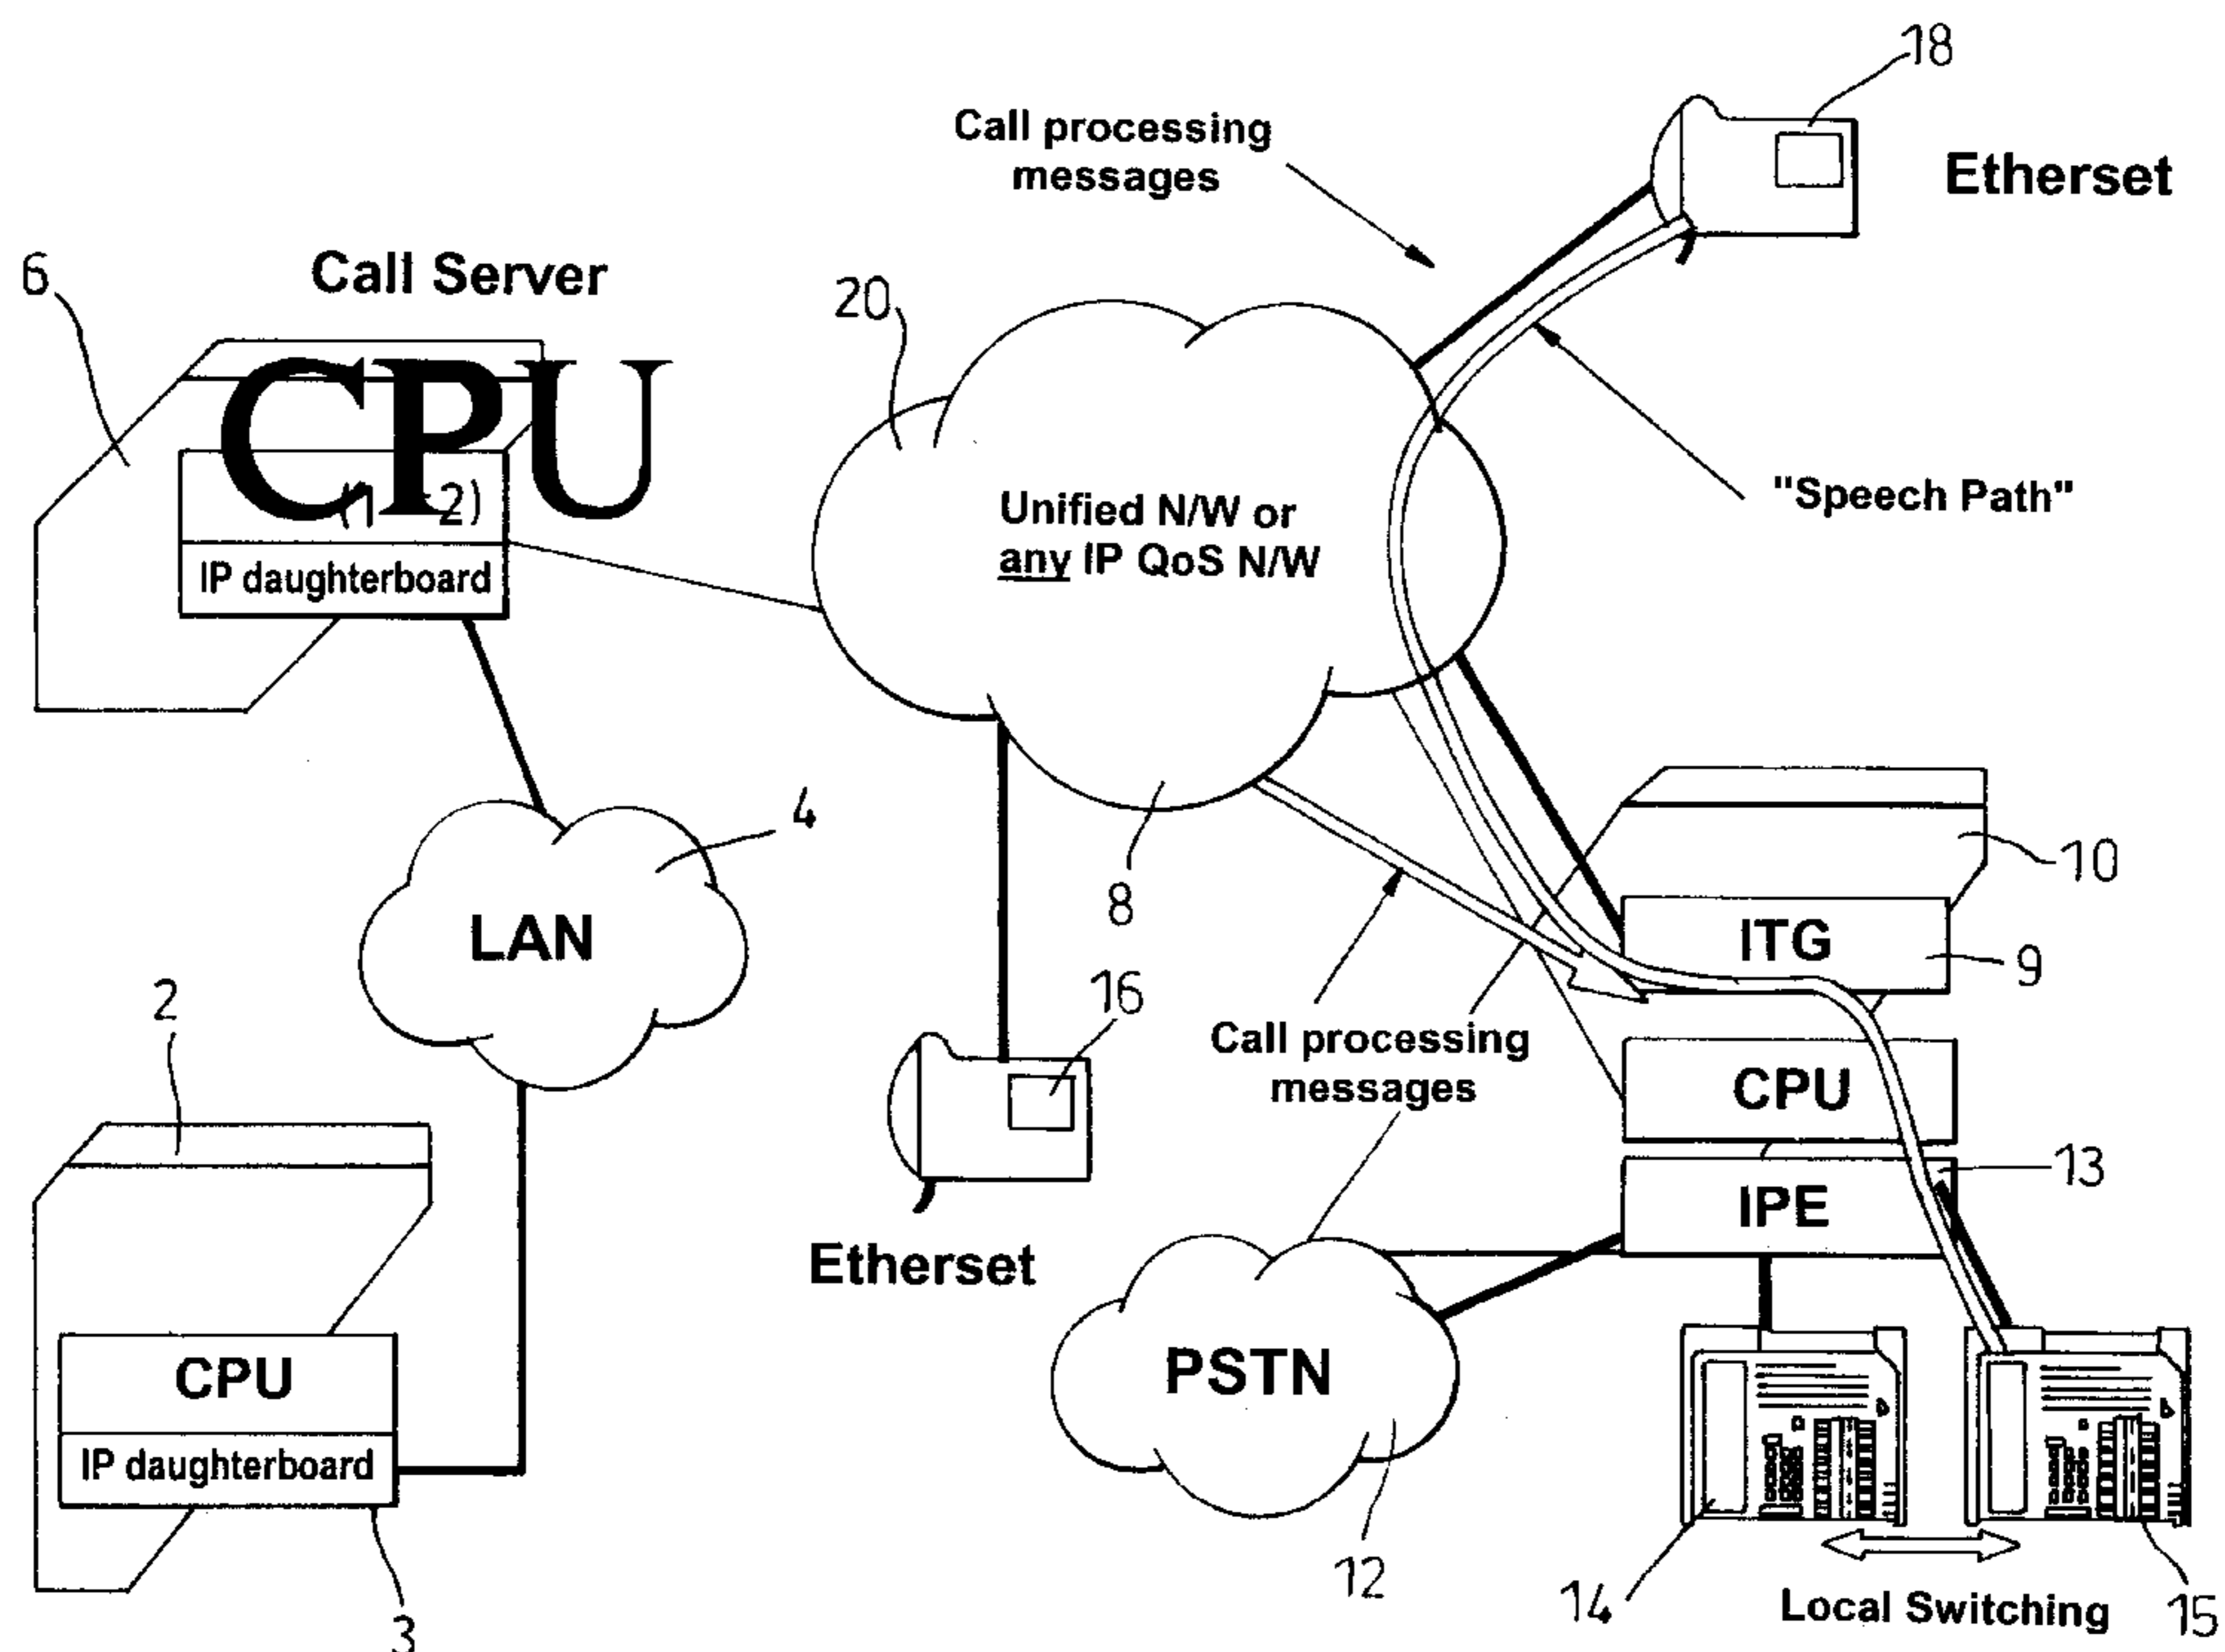 18
Call processing
messages
Etherset
6
Call Server
20
CPU
"Speech Path"
Unified N/W or
any IP QoS N/W
IP daughterboard
4
10
8
LAN
ITG
9
2
16
Call processing
messages
CPU
13
IPE
Etherset
PSTN
CPU
IP daughterboard
12
14
Local Switching
15
3